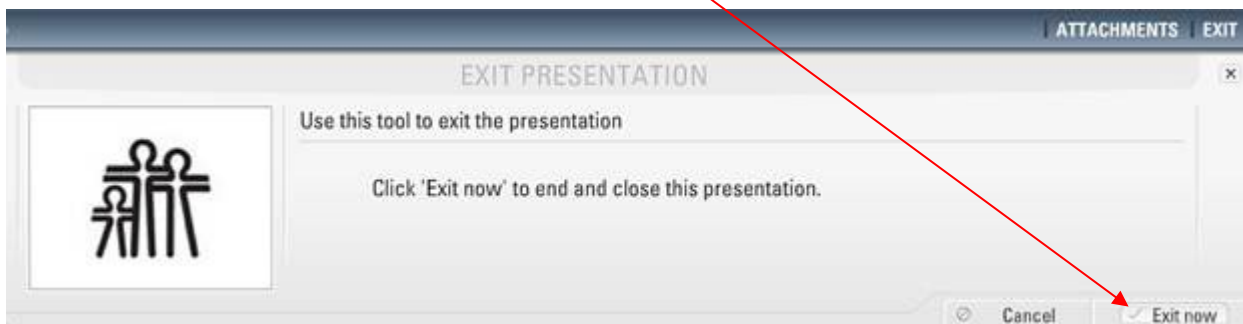 ATTACHMENTS EXIT
EXIT PRESENTATION
Use this tool to exit the presentation
Click 'Exit now' to end and close this presentation.
Cancel Exit now